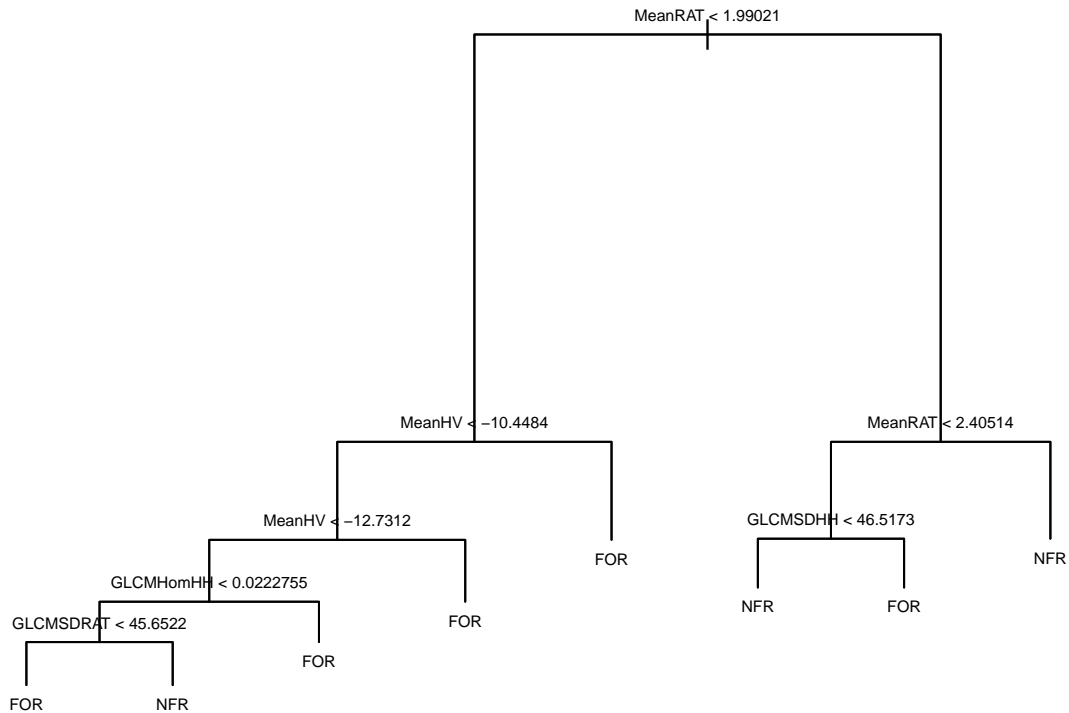 MeanRAT < 1.99021
MeanHV < −10.4484
MeanRAT < 2.40514
MeanHV < −12.7312
GLCMSDHH < 46.5173
FOR
NFR
GLCMHomHH < 0.0222755
NFR
FOR
GLCMSDRAT < 45.6522
FOR
FOR
FOR
NFR